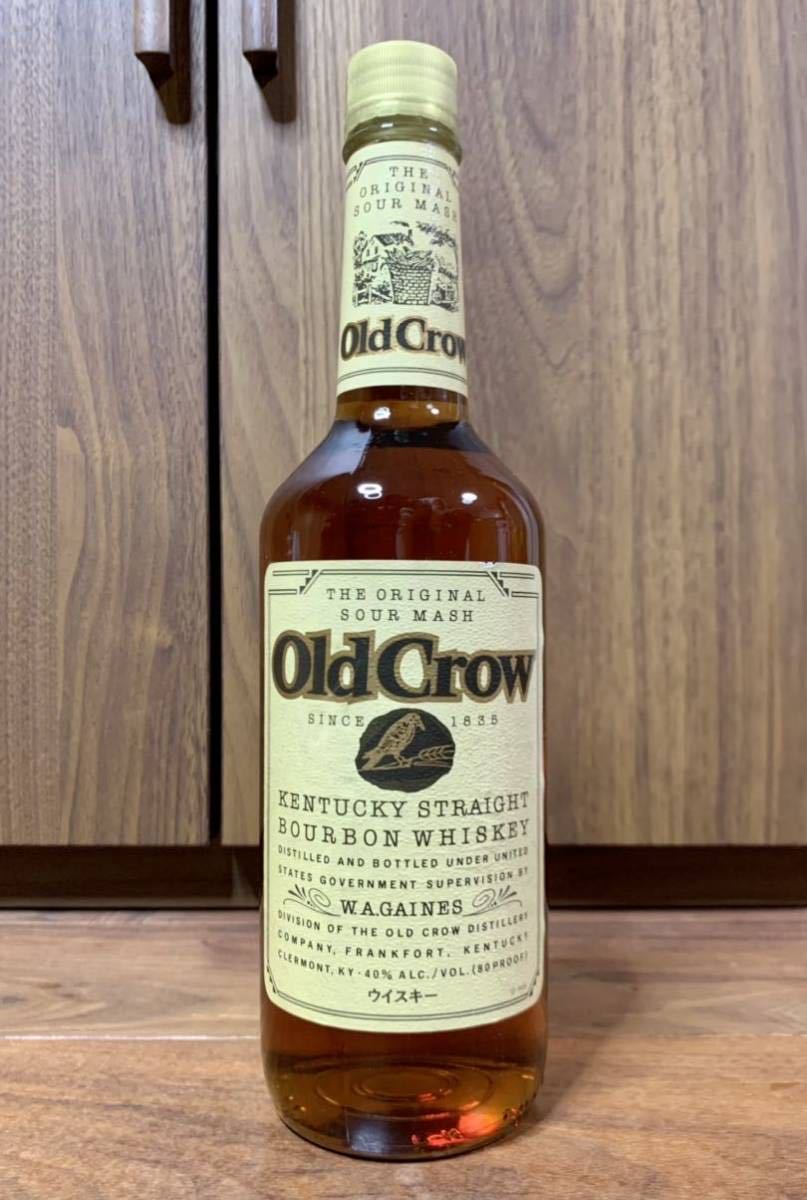 THE
ORIGINAL
SOUR MASH
Old Crow
THE ORIGINAL
SOUR MASH
Old Crow
SINCE 1835
KENTUCKY STRAIGHT
BOURBON WHISKEY
DISTILLED AND BOTTLED UNDER UNITED
STATES GOVERNMENT SUPERVISION BY
W.A.GAINES
DIVISION OF THE OLD CROW DISTILLERY
COMPANY, FRANKFORT, KENTUCKY
CLERMONT, KY · 40% ALC./VOL. (80 PROOF)
ウイスキー